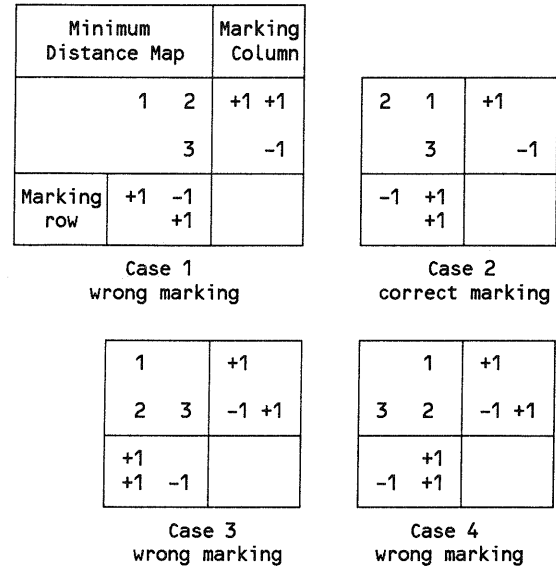 Minimum Distance Map Marking Column
1 2 +1 +1
3 -1
Marking row +1 -1
+1
Case 1
wrong marking
2 1 +1
3 -1
-1 +1
+1
Case 2
correct marking
1 +1
2 3 -1 +1
+1
+1 -1
Case 3
wrong marking
1 +1
3 2 -1 +1
+1
-1 +1
Case 4
wrong marking